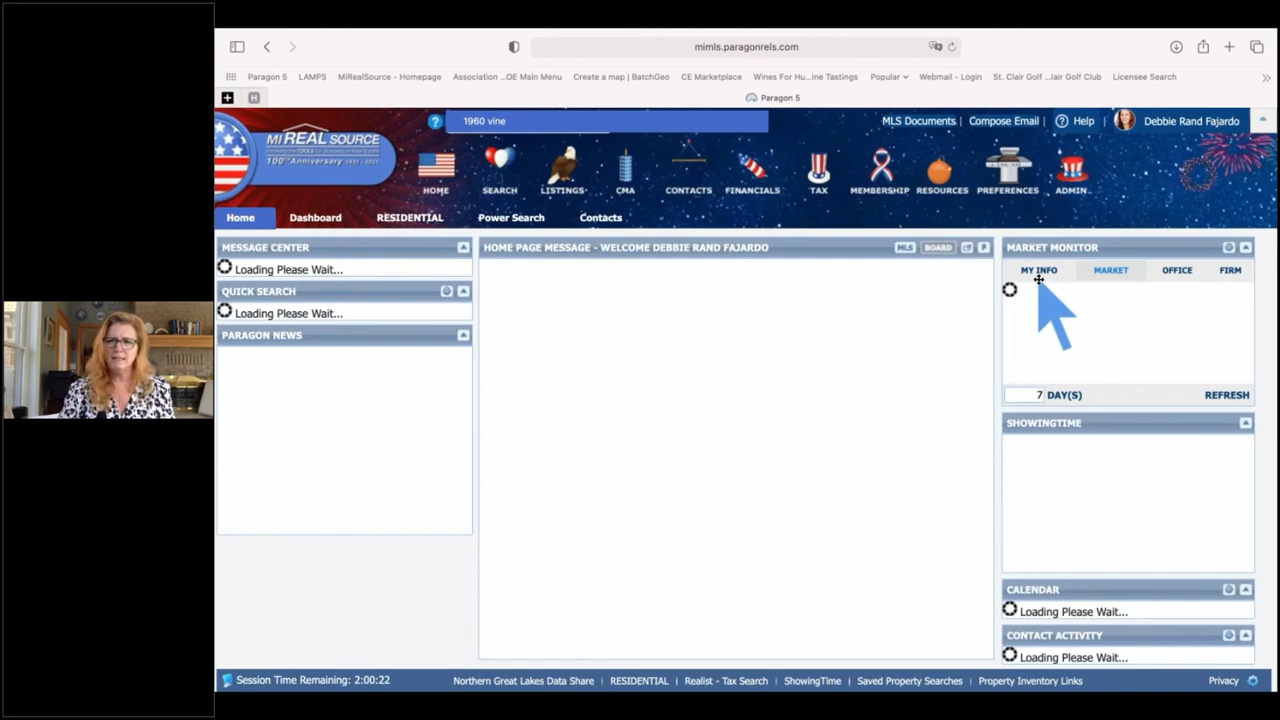 mimls.paragonrels.com
Paragon 5 LAMPS MiRealSource - Homepage Association ...OE Main Menu Create a map | BatchGeo CE Marketplace Wines For Hu...ine Tastings Popular Webmail - Login St. Clair Golf ...lair Golf Club Licensee Search
H Paragon 5
? 1960 vine MLS Documents | Compose Email | ? Help | Debbie Rand Fajardo
MiREAL SOURCE
100th Anniversary
HOME SEARCH LISTINGS CMA CONTACTS FINANCIALS TAX MEMBERSHIP RESOURCES PREFERENCES ADMIN
Home Dashboard RESIDENTIAL Power Search Contacts
MESSAGE CENTER
Loading Please Wait...
QUICK SEARCH
Loading Please Wait...
PARAGON NEWS
HOME PAGE MESSAGE - WELCOME DEBBIE RAND FAJARDO MLS BOARD P
MARKET MONITOR
MY INFO MARKET OFFICE FIRM
7 DAY(S) REFRESH
SHOWINGTIME
CALENDAR
Loading Please Wait...
CONTACT ACTIVITY
Loading Please Wait...
Session Time Remaining: 2:00:22 Northern Great Lakes Data Share | RESIDENTIAL | Realist - Tax Search | ShowingTime | Saved Property Searches | Property Inventory Links Privacy